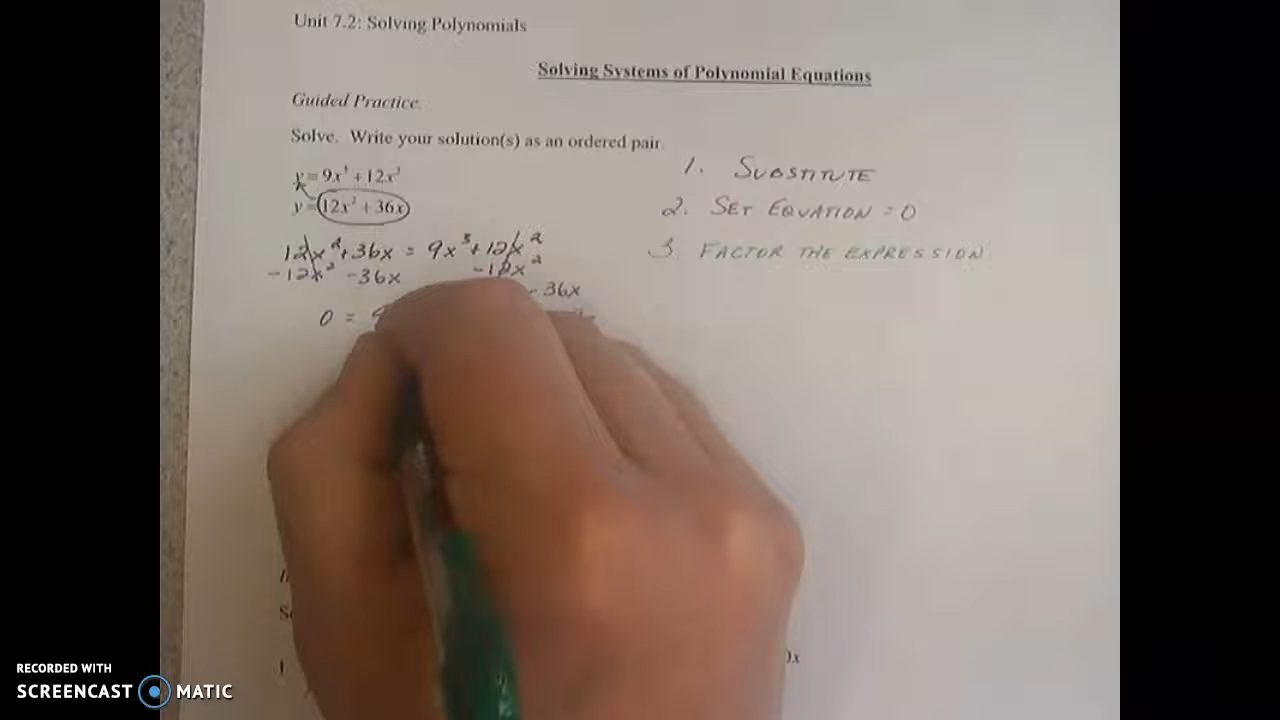 Unit 7.2: Solving Polynomials
Solving Systems of Polynomial Equations
Guided Practice.
Solve. Write your solution(s) as an ordered pair.
y = 9x³ + 12x²
y = 12x² + 36x
12x² + 36x = 9x³ + 12x²
-12x² - 36x -12x²
- 36x
0 = 9
1. SUBSTITUTE
2. SET EQUATION = 0
3 FACTOR THE EXPRESSION
RECORDED WITH
SCREENCAST MATIC